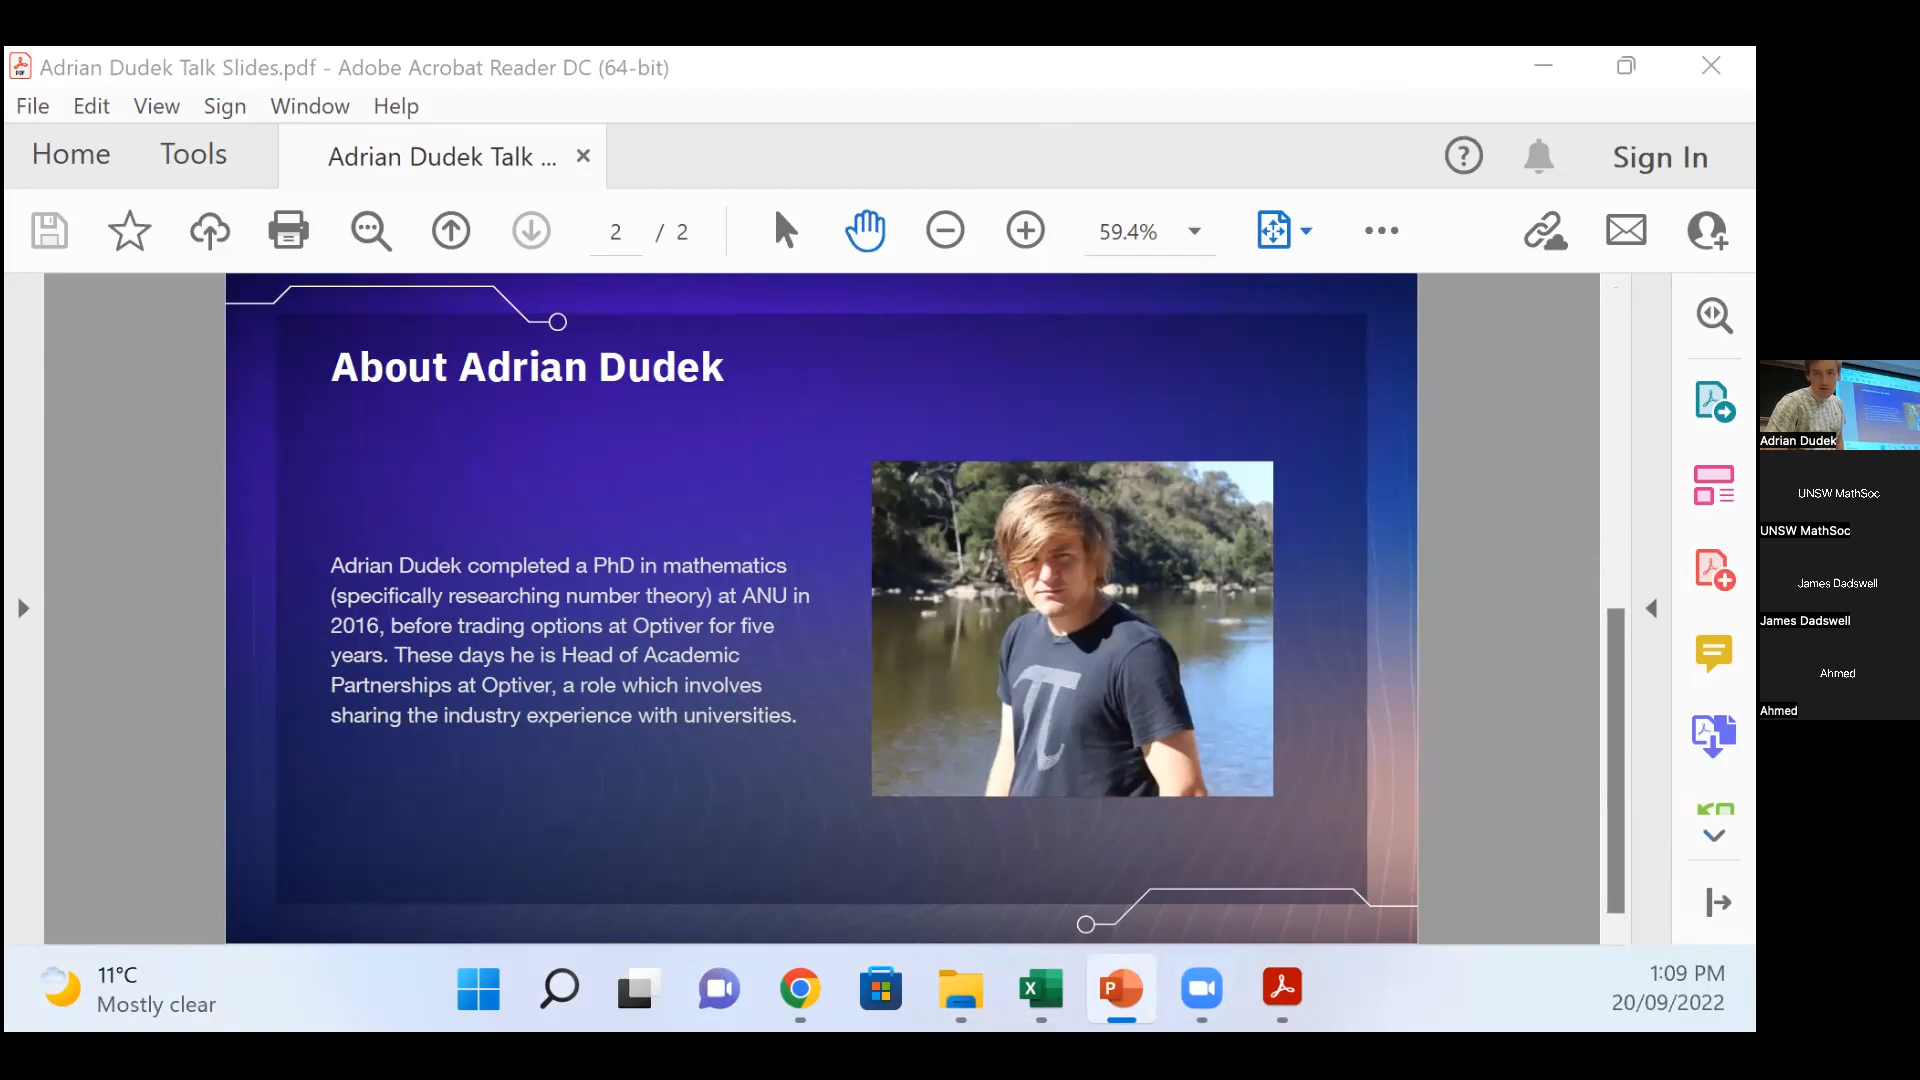 Adrian Dudek Talk Slides.pdf - Adobe Acrobat Reader DC (64-bit)
File Edit View Sign Window Help
Home Tools Adrian Dudek Talk ... Sign In
2 / 2 59.4%
About Adrian Dudek
Adrian Dudek completed a PhD in mathematics
(specifically researching number theory) at ANU in
2016, before trading options at Optiver for five
years. These days he is Head of Academic
Partnerships at Optiver, a role which involves
sharing the industry experience with universities.
Adrian Dudek
UNSW MathSoc
UNSW MathSoc
James Dadswell
James Dadswell
Ahmed
Ahmed
11°C
Mostly clear
1:09 PM
20/09/2022